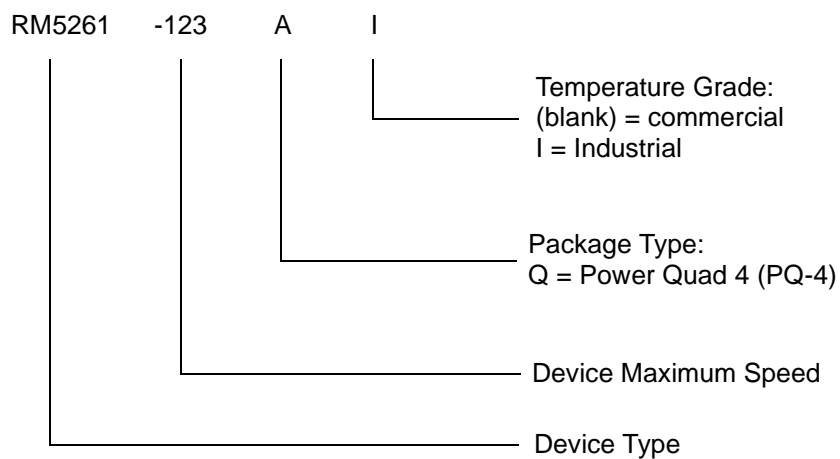 RM5261 -123 A I
Temperature Grade:
(blank) = commercial
I = Industrial
Package Type:
Q = Power Quad 4 (PQ-4)
Device Maximum Speed
Device Type